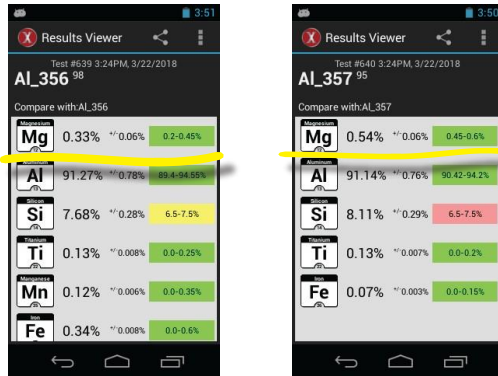 3:51
Results Viewer
Test #639 3:24PM, 3/22/2018
Al_356 98
Compare with:Al_356
Magnesium
Mg 0.33% +/- 0.06% 0.2-0.45%
Aluminum
Al 91.27% +/- 0.78% 89.4-94.55%
Silicon
Si 7.68% +/- 0.28% 6.5-7.5%
Titanium
Ti 0.13% +/- 0.008% 0.0-0.25%
Manganese
Mn 0.12% +/- 0.006% 0.0-0.35%
Iron
Fe 0.34% +/- 0.008% 0.0-0.6%
3:50
Results Viewer
Test #640 3:24PM, 3/22/2018
Al_357 95
Compare with:Al_357
Magnesium
Mg 0.54% +/- 0.06% 0.45-0.6%
Aluminum
Al 91.14% +/- 0.76% 90.42-94.2%
Silicon
Si 8.11% +/- 0.29% 6.5-7.5%
Titanium
Ti 0.13% +/- 0.007% 0.0-0.2%
Iron
Fe 0.07% +/- 0.003% 0.0-0.15%